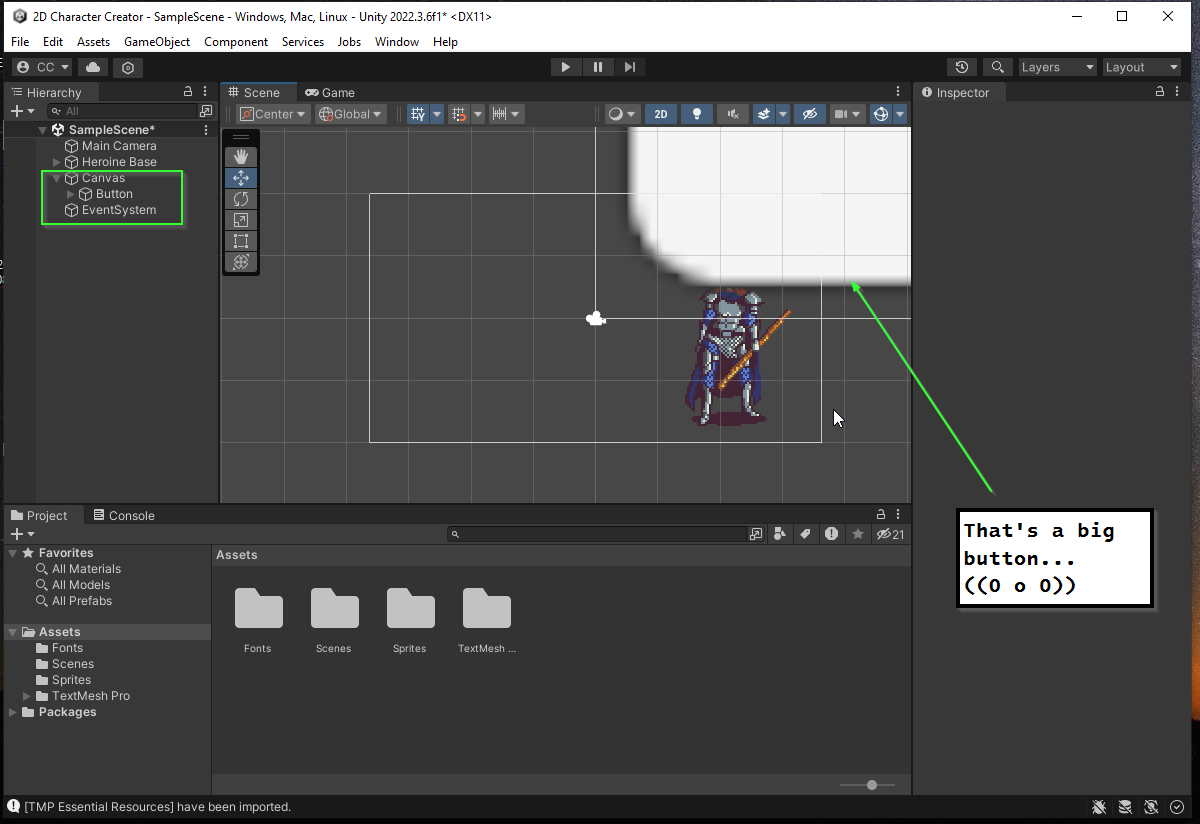 2D Character Creator - SampleScene - Windows, Mac, Linux - Unity 2022.3.6f1* <DX11>
File Edit Assets GameObject Component Services Jobs Window Help
CC
Layers
Layout
Hierarchy
Scene
Game
Inspector
All
Center
Global
2D
SampleScene*
Main Camera
Heroine Base
Canvas
Button
EventSystem
That's a big
button...
((O o O))
Project
Console
21
Favorites
All Materials
All Models
All Prefabs
Assets
Fonts
Scenes
Sprites
TextMesh Pro
Packages
Assets
Fonts
Scenes
Sprites
TextMesh ...
[TMP Essential Resources] have been imported.